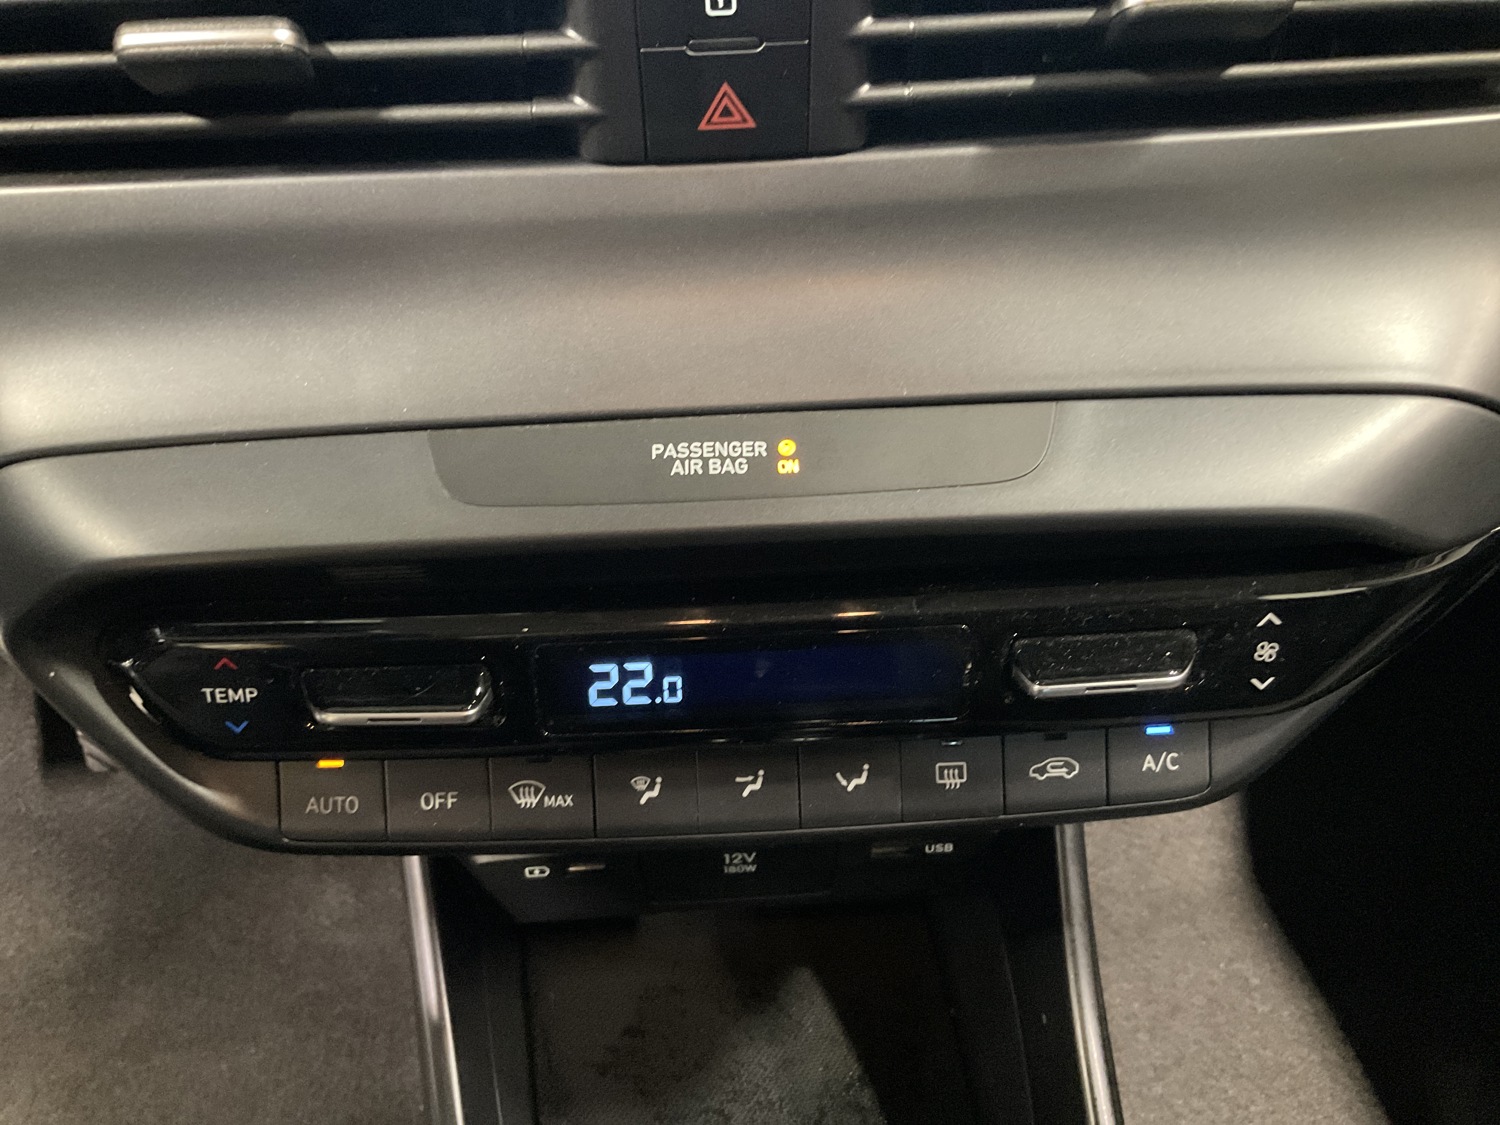 PASSENGER
AIR BAG
ON
TEMP
22.0
AUTO
OFF
MAX
A/C
12V
180W
USB